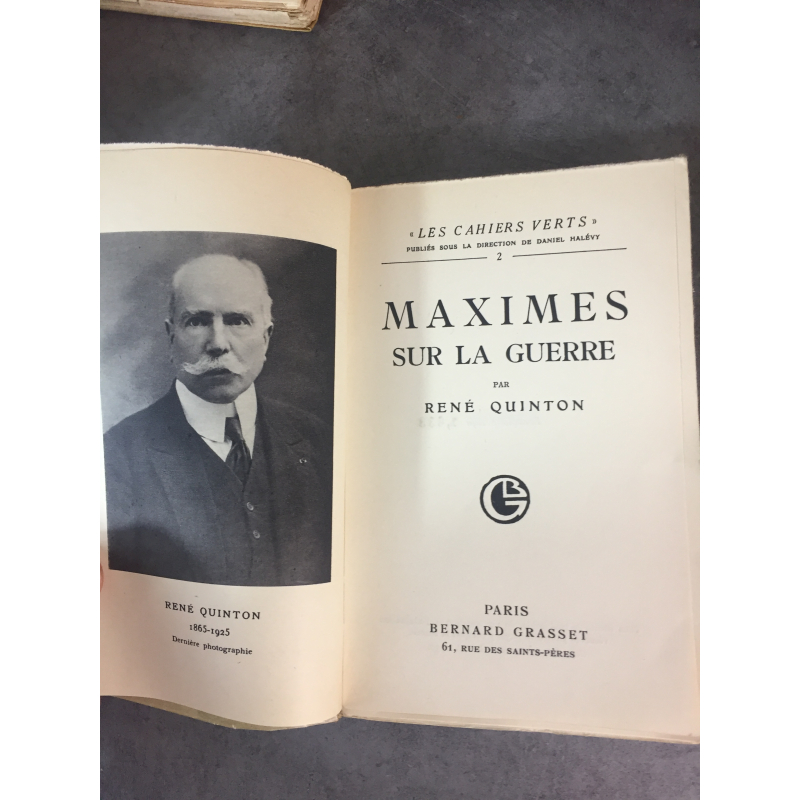 RENÉ QUINTON
1865-1925
Dernière photographie
« LES CAHIERS VERTS »
PUBLIÉS SOUS LA DIRECTION DE DANIEL HALÉVY
2
MAXIMES
SUR LA GUERRE
PAR
RENÉ QUINTON
BG
PARIS
BERNARD GRASSET
61, RUE DES SAINTS-PÈRES